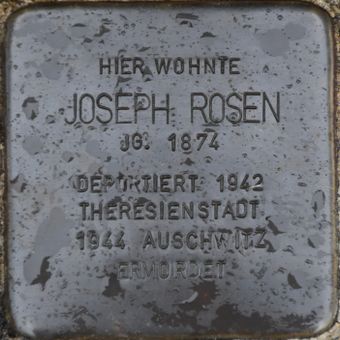 HIER WOHNTE
JOSEPH ROSEN
JG. 1874
DEPORTIERT 1942
THERESIENSTADT
1944 AUSCHWITZ
ERMORDET